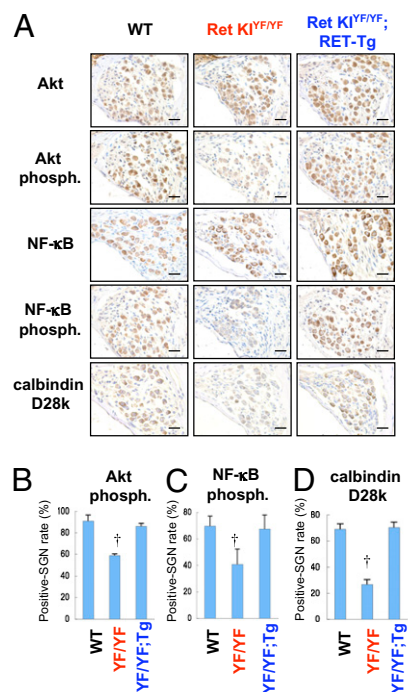 A
WT
Ret KI^YF/YF
Ret KI^YF/YF;
RET-Tg
Akt
Akt
phosph.
NF-κB
NF-κB
phosph.
calbindin
D28k
B
Akt
phosph.
Positive-SGN rate (%)
100
80
60
40
20
0
†
WT
YF/YF
YF/YF;Tg
C
NF-κB
phosph.
Positive-SGN rate (%)
80
60
40
20
0
†
WT
YF/YF
YF/YF;Tg
D
calbindin
D28k
Positive-SGN rate (%)
80
60
40
20
0
†
WT
YF/YF
YF/YF;Tg